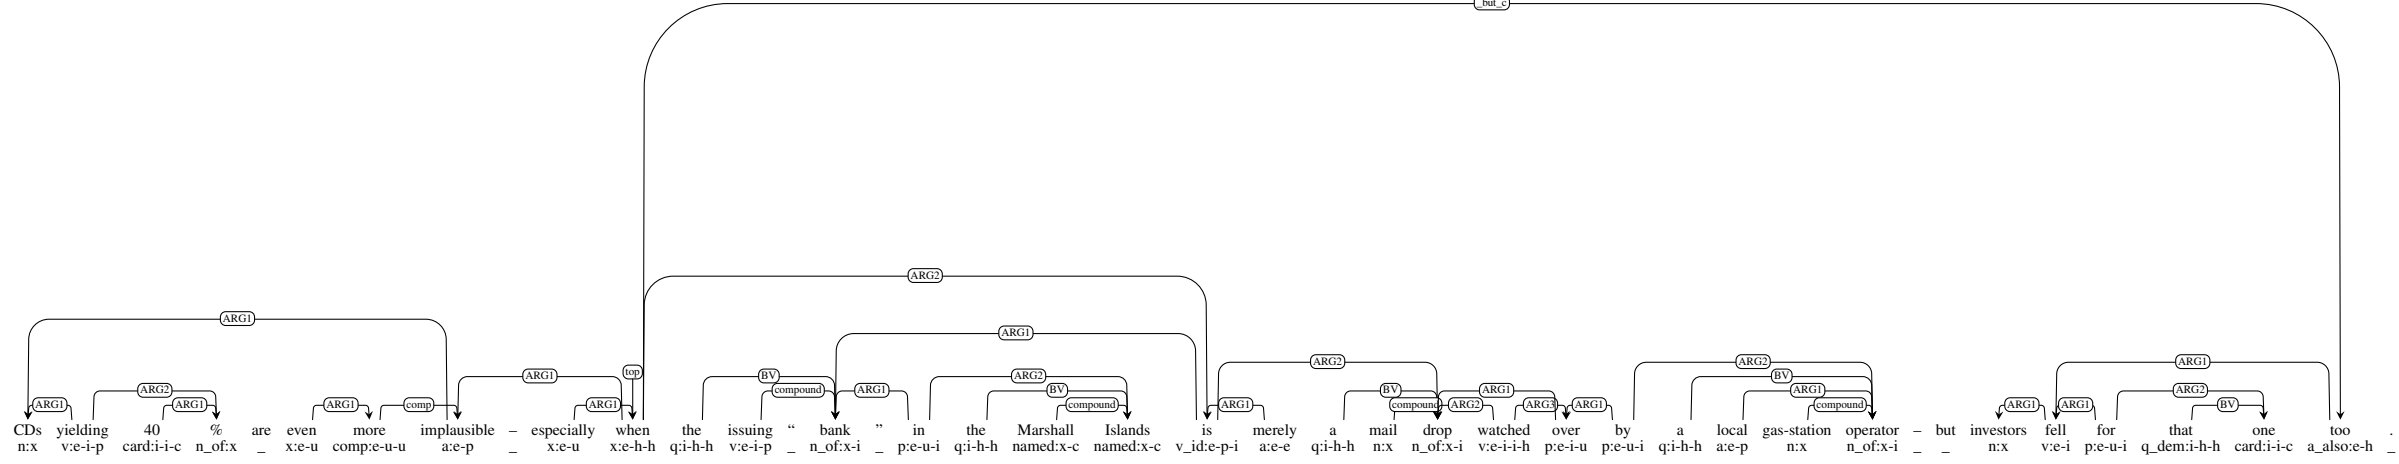 _but_c
ARG2
ARG1
ARG1
ARG2 ARG2 ARG1
top
ARG1 BV ARG2 BV
ARG2 compound ARG1 BV BV ARG1 ARG1 ARG2
ARG1 ARG1 ARG1 comp ARG1 compound ARG1 compound ARG2 ARG3 ARG1 compound ARG1 ARG1 BV
CDs yielding 40 % are even more implausible – especially when the issuing “ bank ” in the Marshall Islands is merely a mail drop watched over by a local gas-station operator – but investors fell for that one too .
n:x v:e-i-p card:i-i-c n_of:x _ x:e-u comp:e-u-u a:e-p _ x:e-u x:e-h-h q:i-h-h v:e-i-p _ n_of:x-i _ p:e-u-i q:i-h-h named:x-c named:x-c v_id:e-p-i a:e-e q:i-h-h n:x n_of:x-i v:e-i-i-h p:e-i-u p:e-u-i q:i-h-h a:e-p n:x n_of:x-i _ _ n:x v:e-i p:e-u-i q_dem:i-h-h card:i-i-c a_also:e-h _